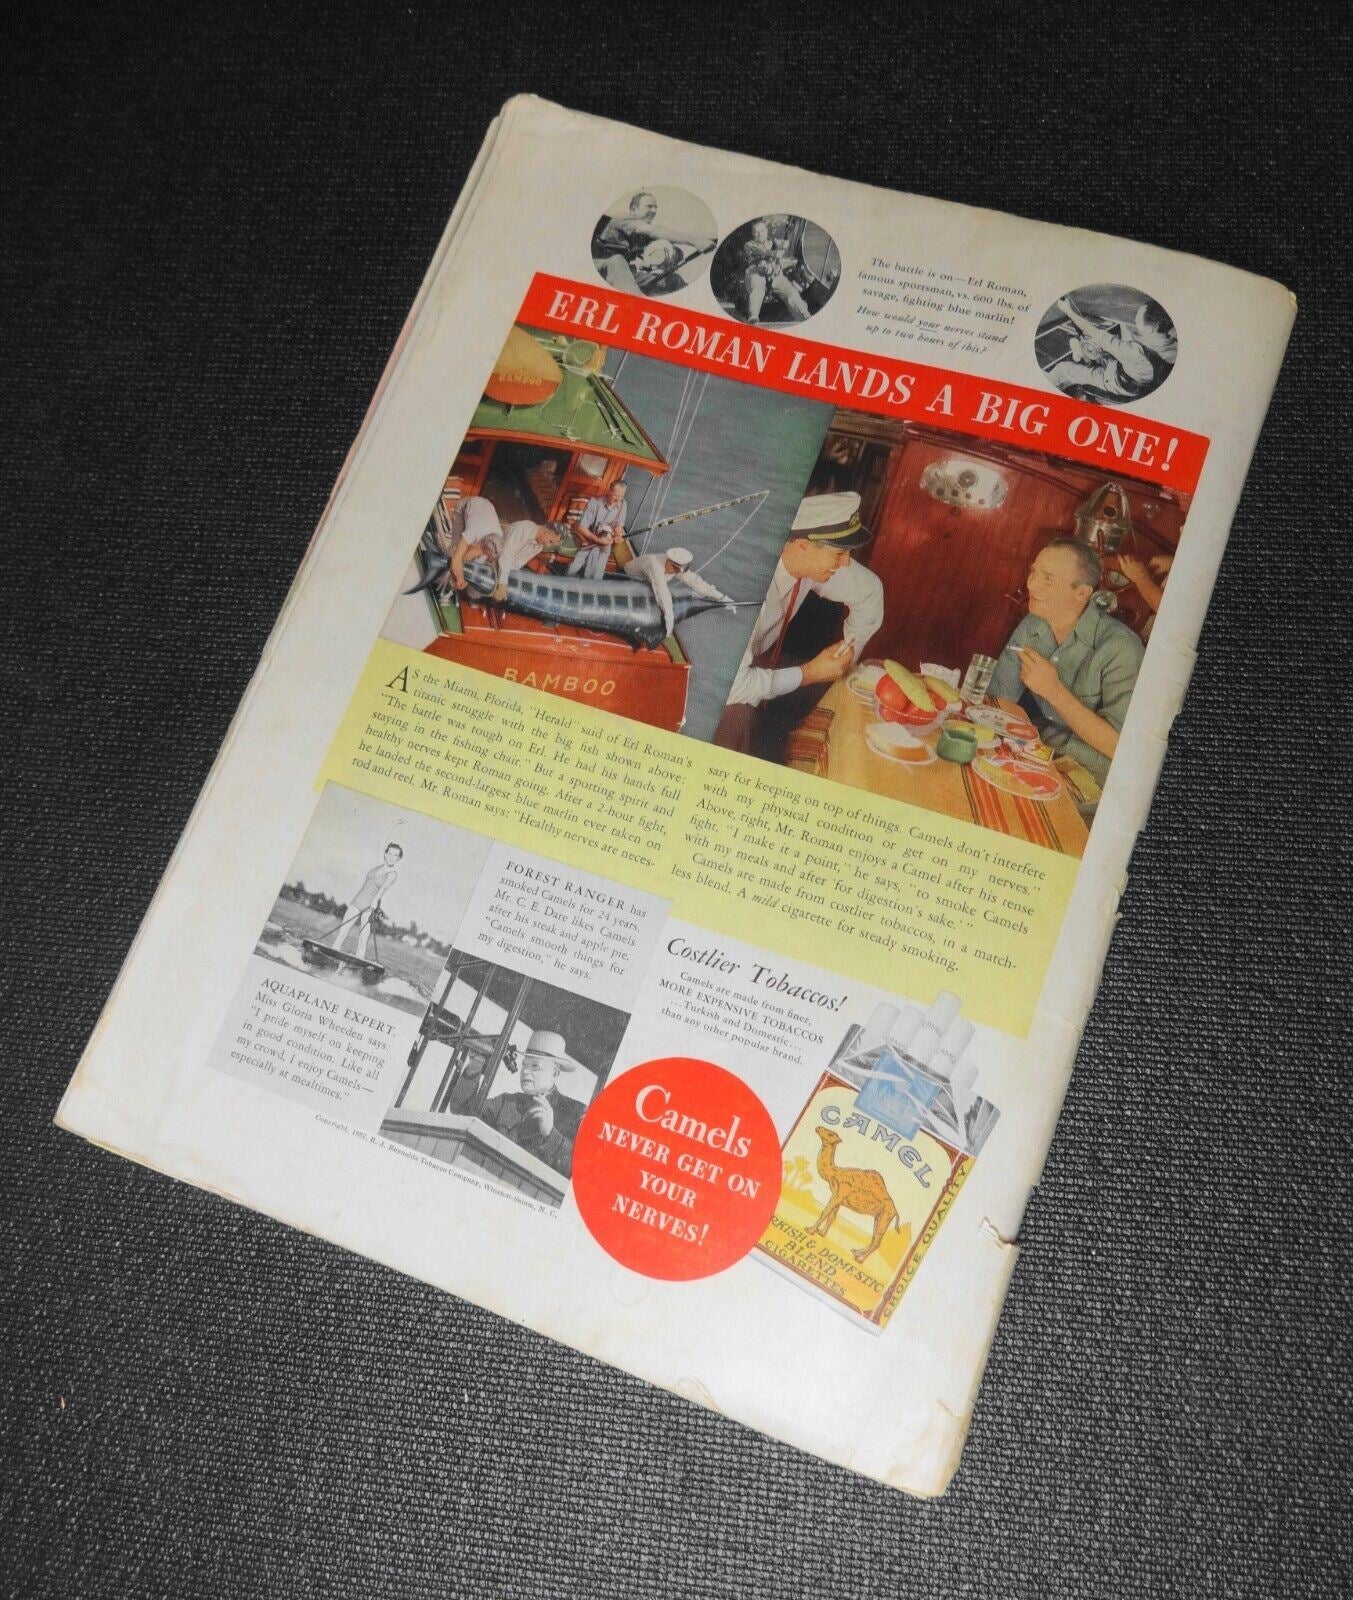 The battle is on—Erl Roman,
famous sportsman, vs. 600 lbs. of
savage, fighting blue marlin!
How would your nerves stand
up to two hours of this?
ERL ROMAN LANDS A BIG ONE!
BAMBOO
BAMBOO
AS the Miami, Florida, "Herald" said of Erl Roman's
titanic struggle with the big fish shown above:
"The battle was tough on Erl. He had his hands full
staying in the fishing chair." But a sporting spirit and
healthy nerves kept Roman going. After a 2-hour fight,
he landed the second-largest blue marlin ever taken on
rod and reel. Mr. Roman says: "Healthy nerves are neces-
sary for keeping on top of things. Camels don't interfere
with my physical condition or get on my nerves."
Above, right, Mr. Roman enjoys a Camel after his tense
fight. "I make it a point," he says, "to smoke Camels
with my meals and after 'for digestion's sake.'"
Camels are made from costlier tobaccos, in a match-
less blend. A mild cigarette for steady smoking.
FOREST RANGER has
smoked Camels for 24 years.
Mr. C. E. Dare likes Camels
after his steak and apple pie.
"Camels smooth things for
my digestion," he says.
AQUAPLANE EXPERT.
Miss Gloria Wheeden says:
"I pride myself on keeping
in good condition. Like all
my crowd, I enjoy Camels—
especially at mealtimes."
Costlier Tobaccos!
Camels are made from finer,
MORE EXPENSIVE TOBACCOS
...Turkish and Domestic...
than any other popular brand.
Camels
NEVER GET ON
YOUR
NERVES!
CAMEL
CAMEL
CAMEL
CAMEL
RKISH & DOMESTIC
BLEND
CIGARETTES
CHOICE QUALITY
Copyright, 1937, R. J. Reynolds Tobacco Company, Winston-Salem, N. C.